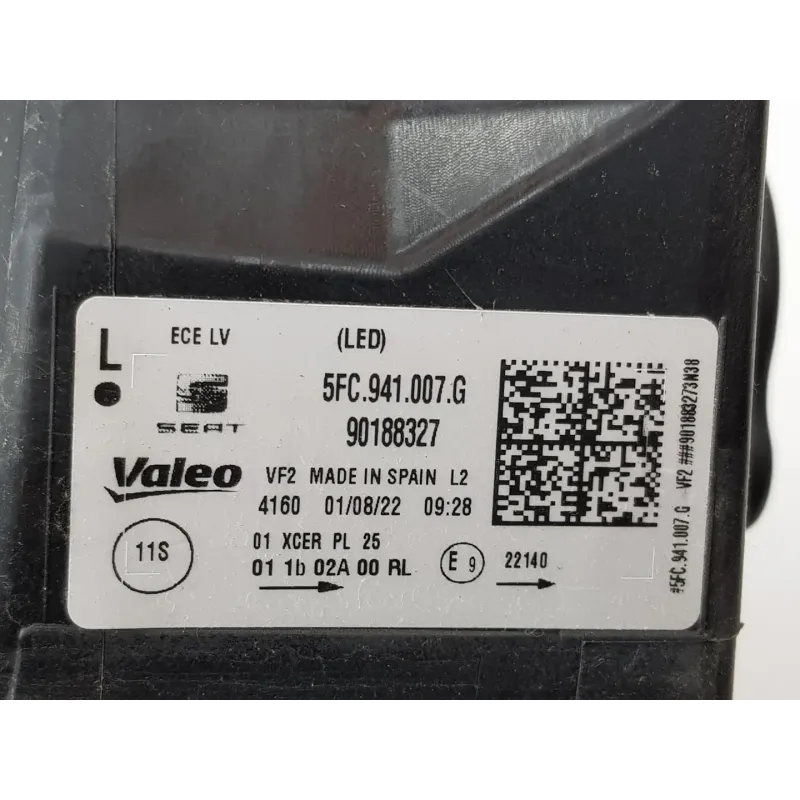 L
ECE LV
(LED)
5FC.941.007.G
SEAT
90188327
Valeo
VF2 MADE IN SPAIN L2
4160 01/08/22 09:28
11S
01 XCER PL 25
01 1b 02A 00 RL
E 9
22140
#5FC.941.007.G VF2 ###901883273N38